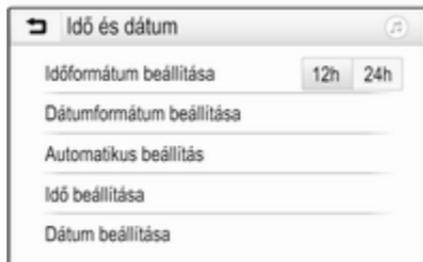 Idő és dátum
Időformátum beállítása 12h 24h
Dátumformátum beállítása
Automatikus beállítás
Idő beállítása
Dátum beállítása